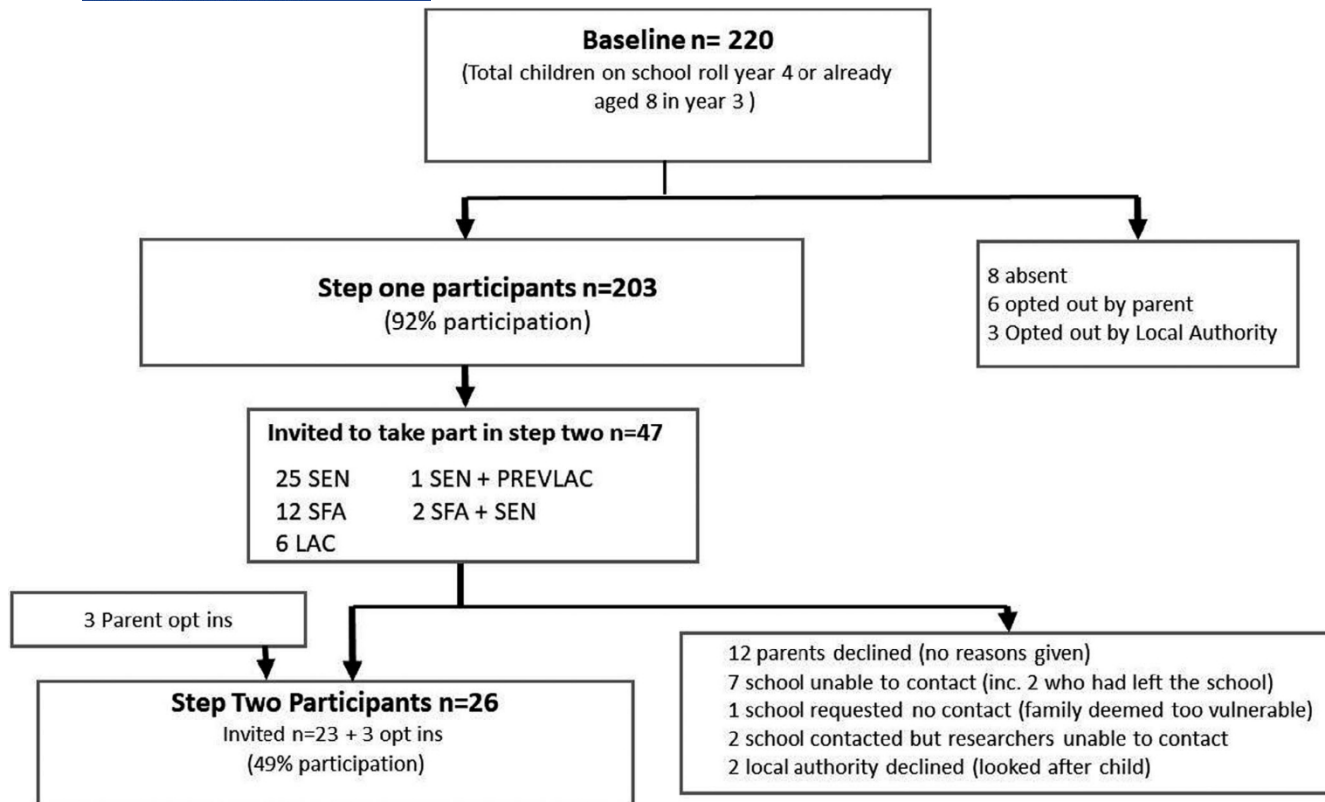 Baseline n= 220
(Total children on school roll year 4 or already
aged 8 in year 3 )
Step one participants n=203
(92% participation)
8 absent
6 opted out by parent
3 Opted out by Local Authority
Invited to take part in step two n=47
25 SEN 1 SEN + PREVLAC
12 SFA 2 SFA + SEN
6 LAC
3 Parent opt ins
Step Two Participants n=26
Invited n=23 + 3 opt ins
(49% participation)
12 parents declined (no reasons given)
7 school unable to contact (inc. 2 who had left the school)
1 school requested no contact (family deemed too vulnerable)
2 school contacted but researchers unable to contact
2 local authority declined (looked after child)